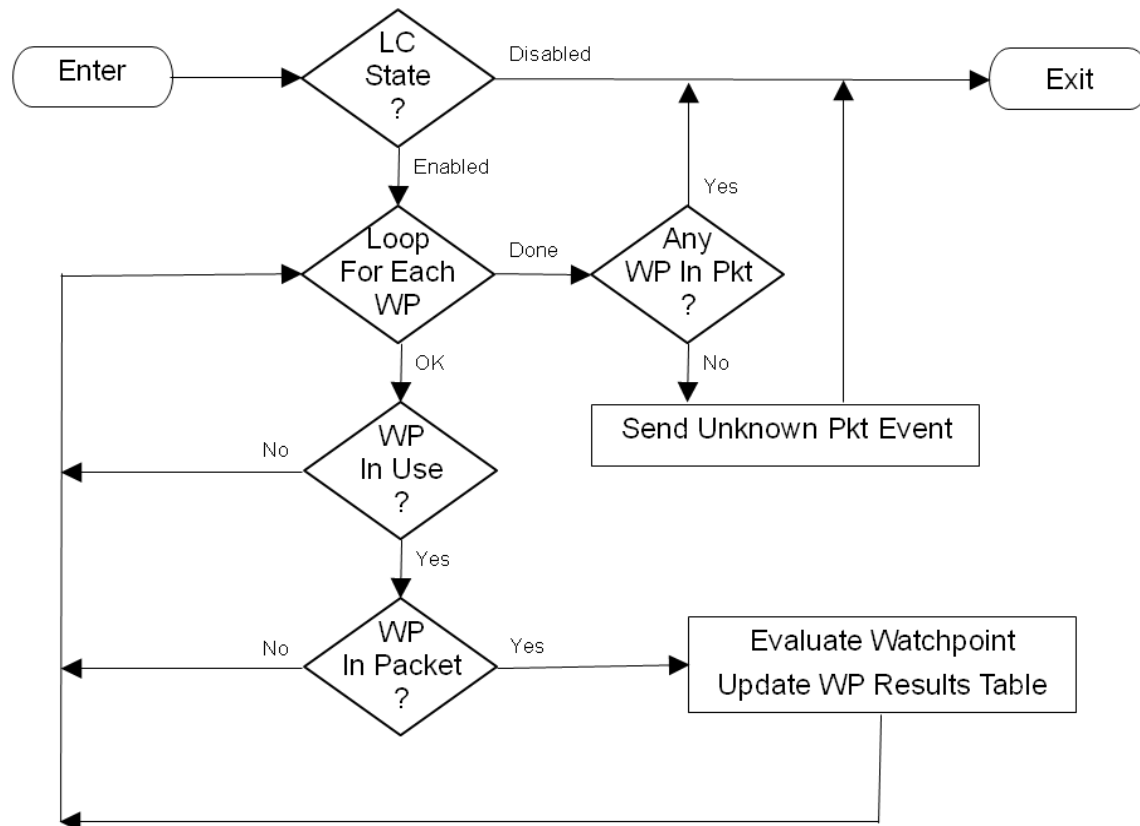 Enter
LC
State
?
Disabled
Exit
Enabled
Loop
For Each
WP
Done
Any
WP In Pkt
?
Yes
No
Send Unknown Pkt Event
OK
WP
In Use
?
No
Yes
WP
In Packet
?
No
Yes
Evaluate Watchpoint
Update WP Results Table